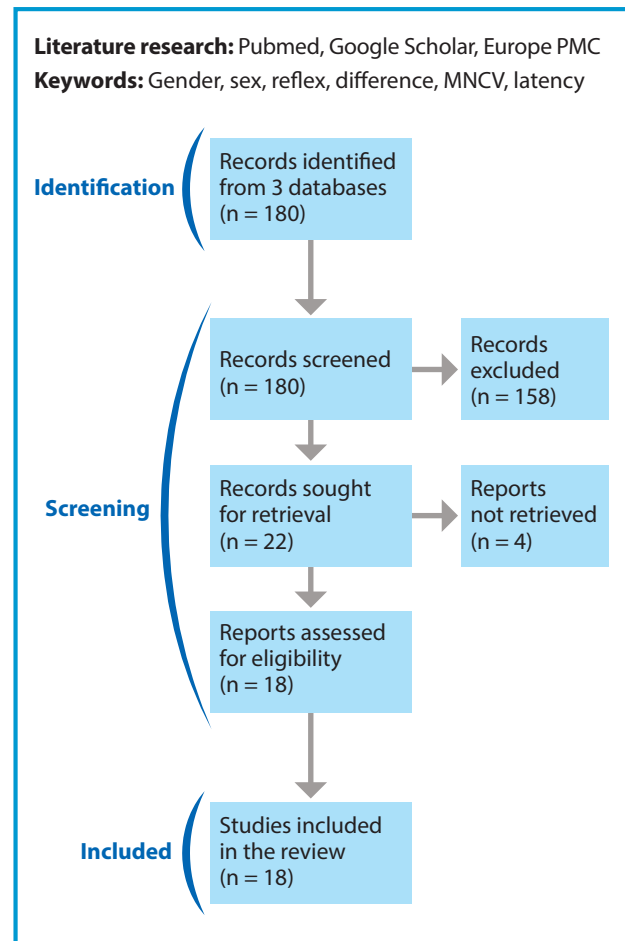 Literature research: Pubmed, Google Scholar, Europe PMC
Keywords: Gender, sex, reflex, difference, MNCV, latency
Identification
Records identified
from 3 databases
(n = 180)
Screening
Records screened
(n = 180)
Records
excluded
(n = 158)
Records sought
for retrieval
(n = 22)
Reports
not retrieved
(n = 4)
Reports assessed
for eligibility
(n = 18)
Included
Studies included
in the review
(n = 18)